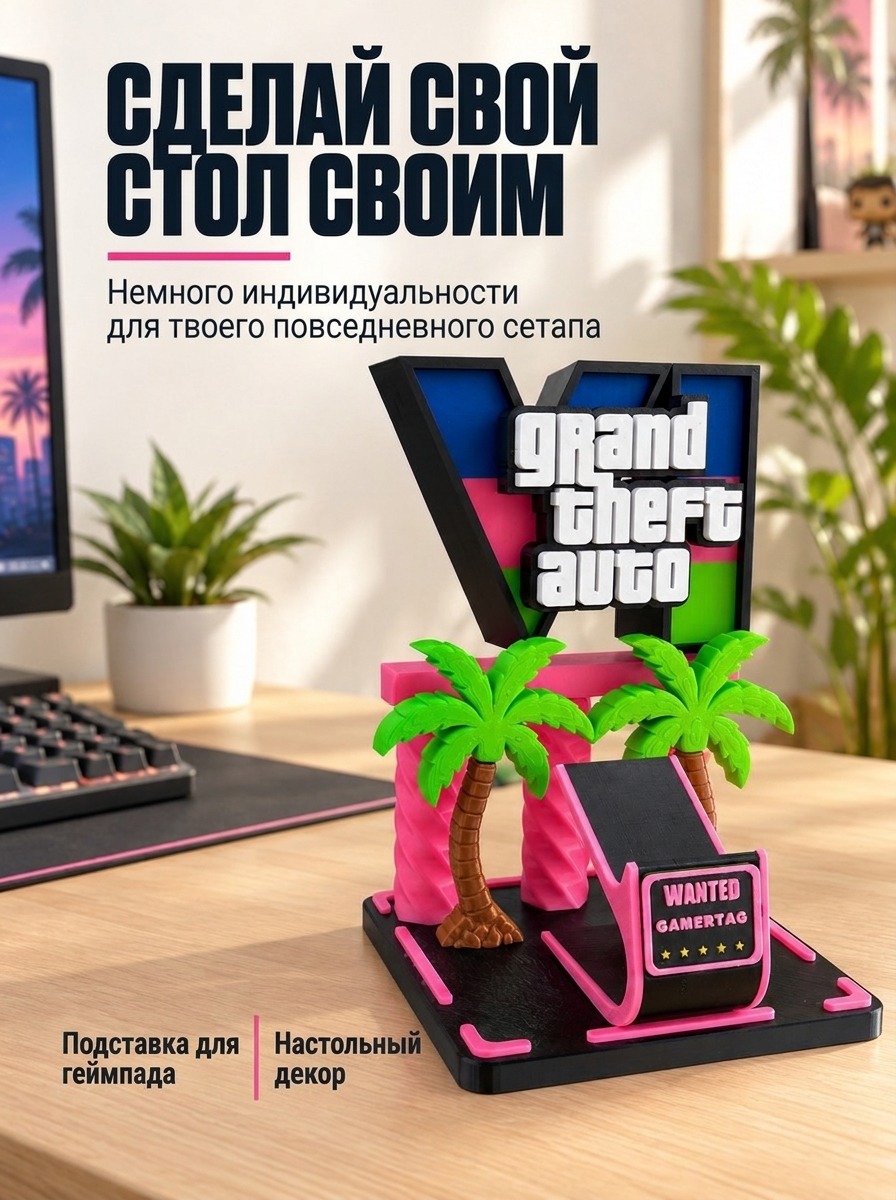 СДЕЛАЙ СВОЙ
СТОЛ СВОИМ
Немного индивидуальности
для твоего повседневного сетапа
VI
grand
theft
auto
WANTED
GAMERTAG
Подставка для
геймпада
Настольный
декор